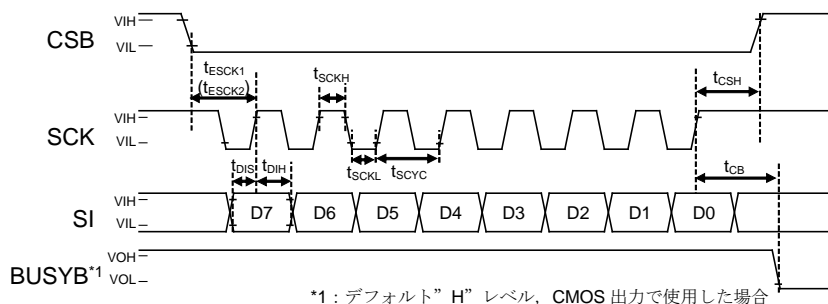 VIH
CSB
VIL
tESCK1
(tESCK2)
tSCKH
tCSH
VIH
SCK
VIL
tDIS
tDIH
tSCKL
tSCYC
tCB
VIH
SI
VIL
D7
D6
D5
D4
D3
D2
D1
D0
VOH
BUSYB*1
VOL
*1：デフォルト”H”レベル，CMOS 出力で使用した場合